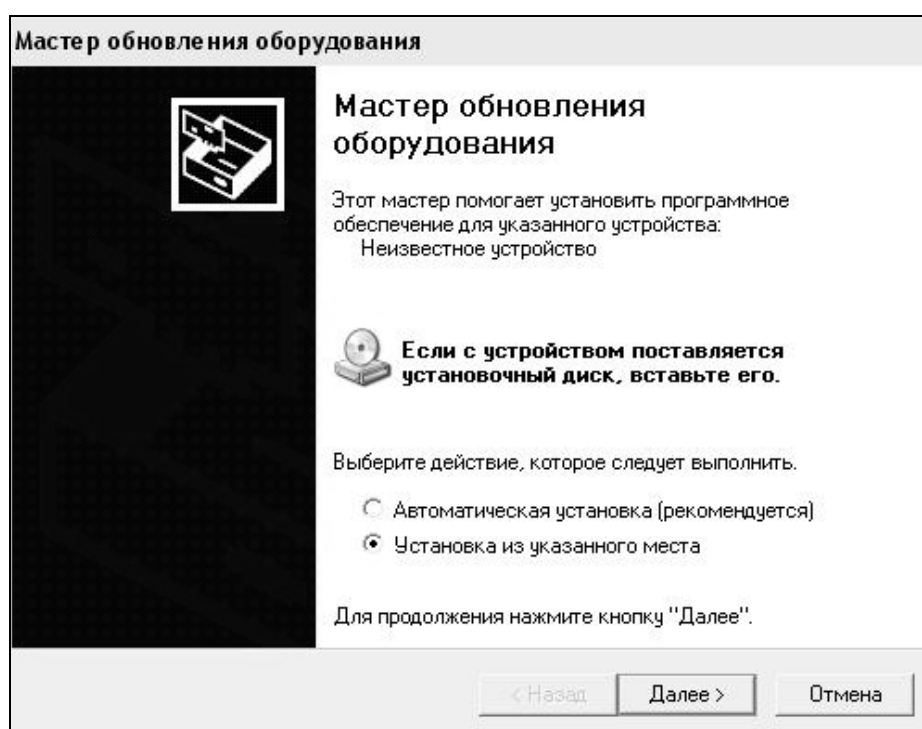 Мастер обновления оборудования
Мастер обновления
оборудования
Этот мастер помогает установить программное
обеспечение для указанного устройства:
Неизвестное устройство
Если с устройством поставляется
установочный диск, вставьте его.
Выберите действие, которое следует выполнить.
Автоматическая установка (рекомендуется)
Установка из указанного места
Для продолжения нажмите кнопку "Далее".
< Назад
Далее >
Отмена